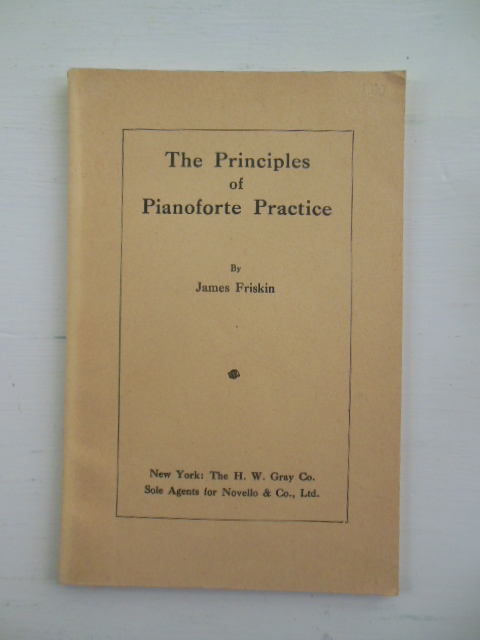 The Principles
of
Pianoforte Practice
By
James Friskin
New York: The H. W. Gray Co.
Sole Agents for Novello & Co., Ltd.